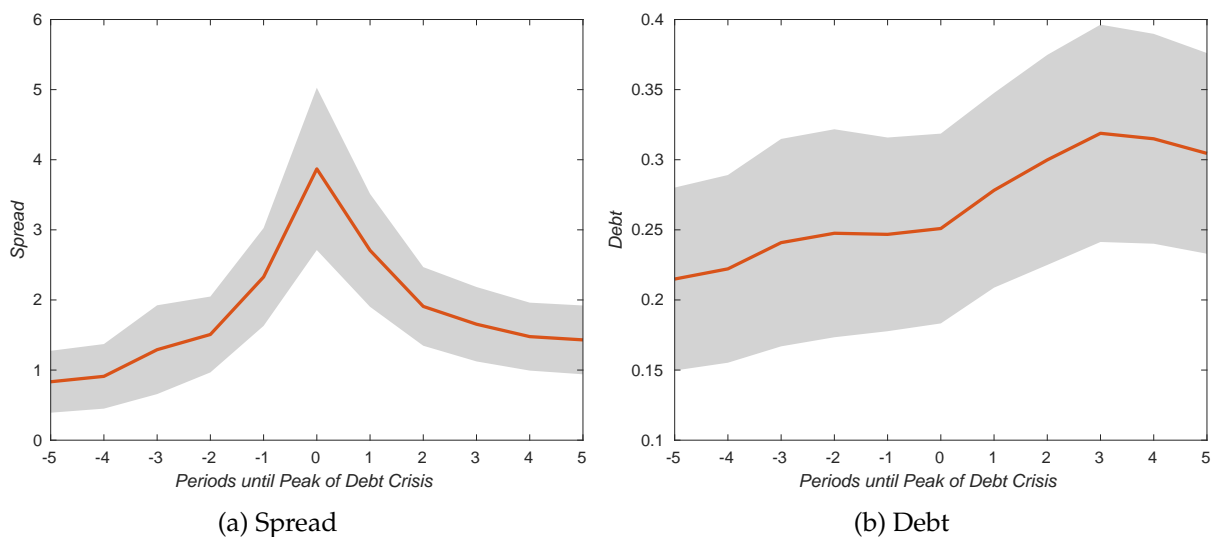 6
5
4
3
2
1
0
Spread
-5 -4 -3 -2 -1 0 1 2 3 4 5
Periods until Peak of Debt Crisis
(a) Spread
0.4
0.35
0.3
0.25
0.2
0.15
0.1
Debt
-5 -4 -3 -2 -1 0 1 2 3 4 5
Periods until Peak of Debt Crisis
(b) Debt